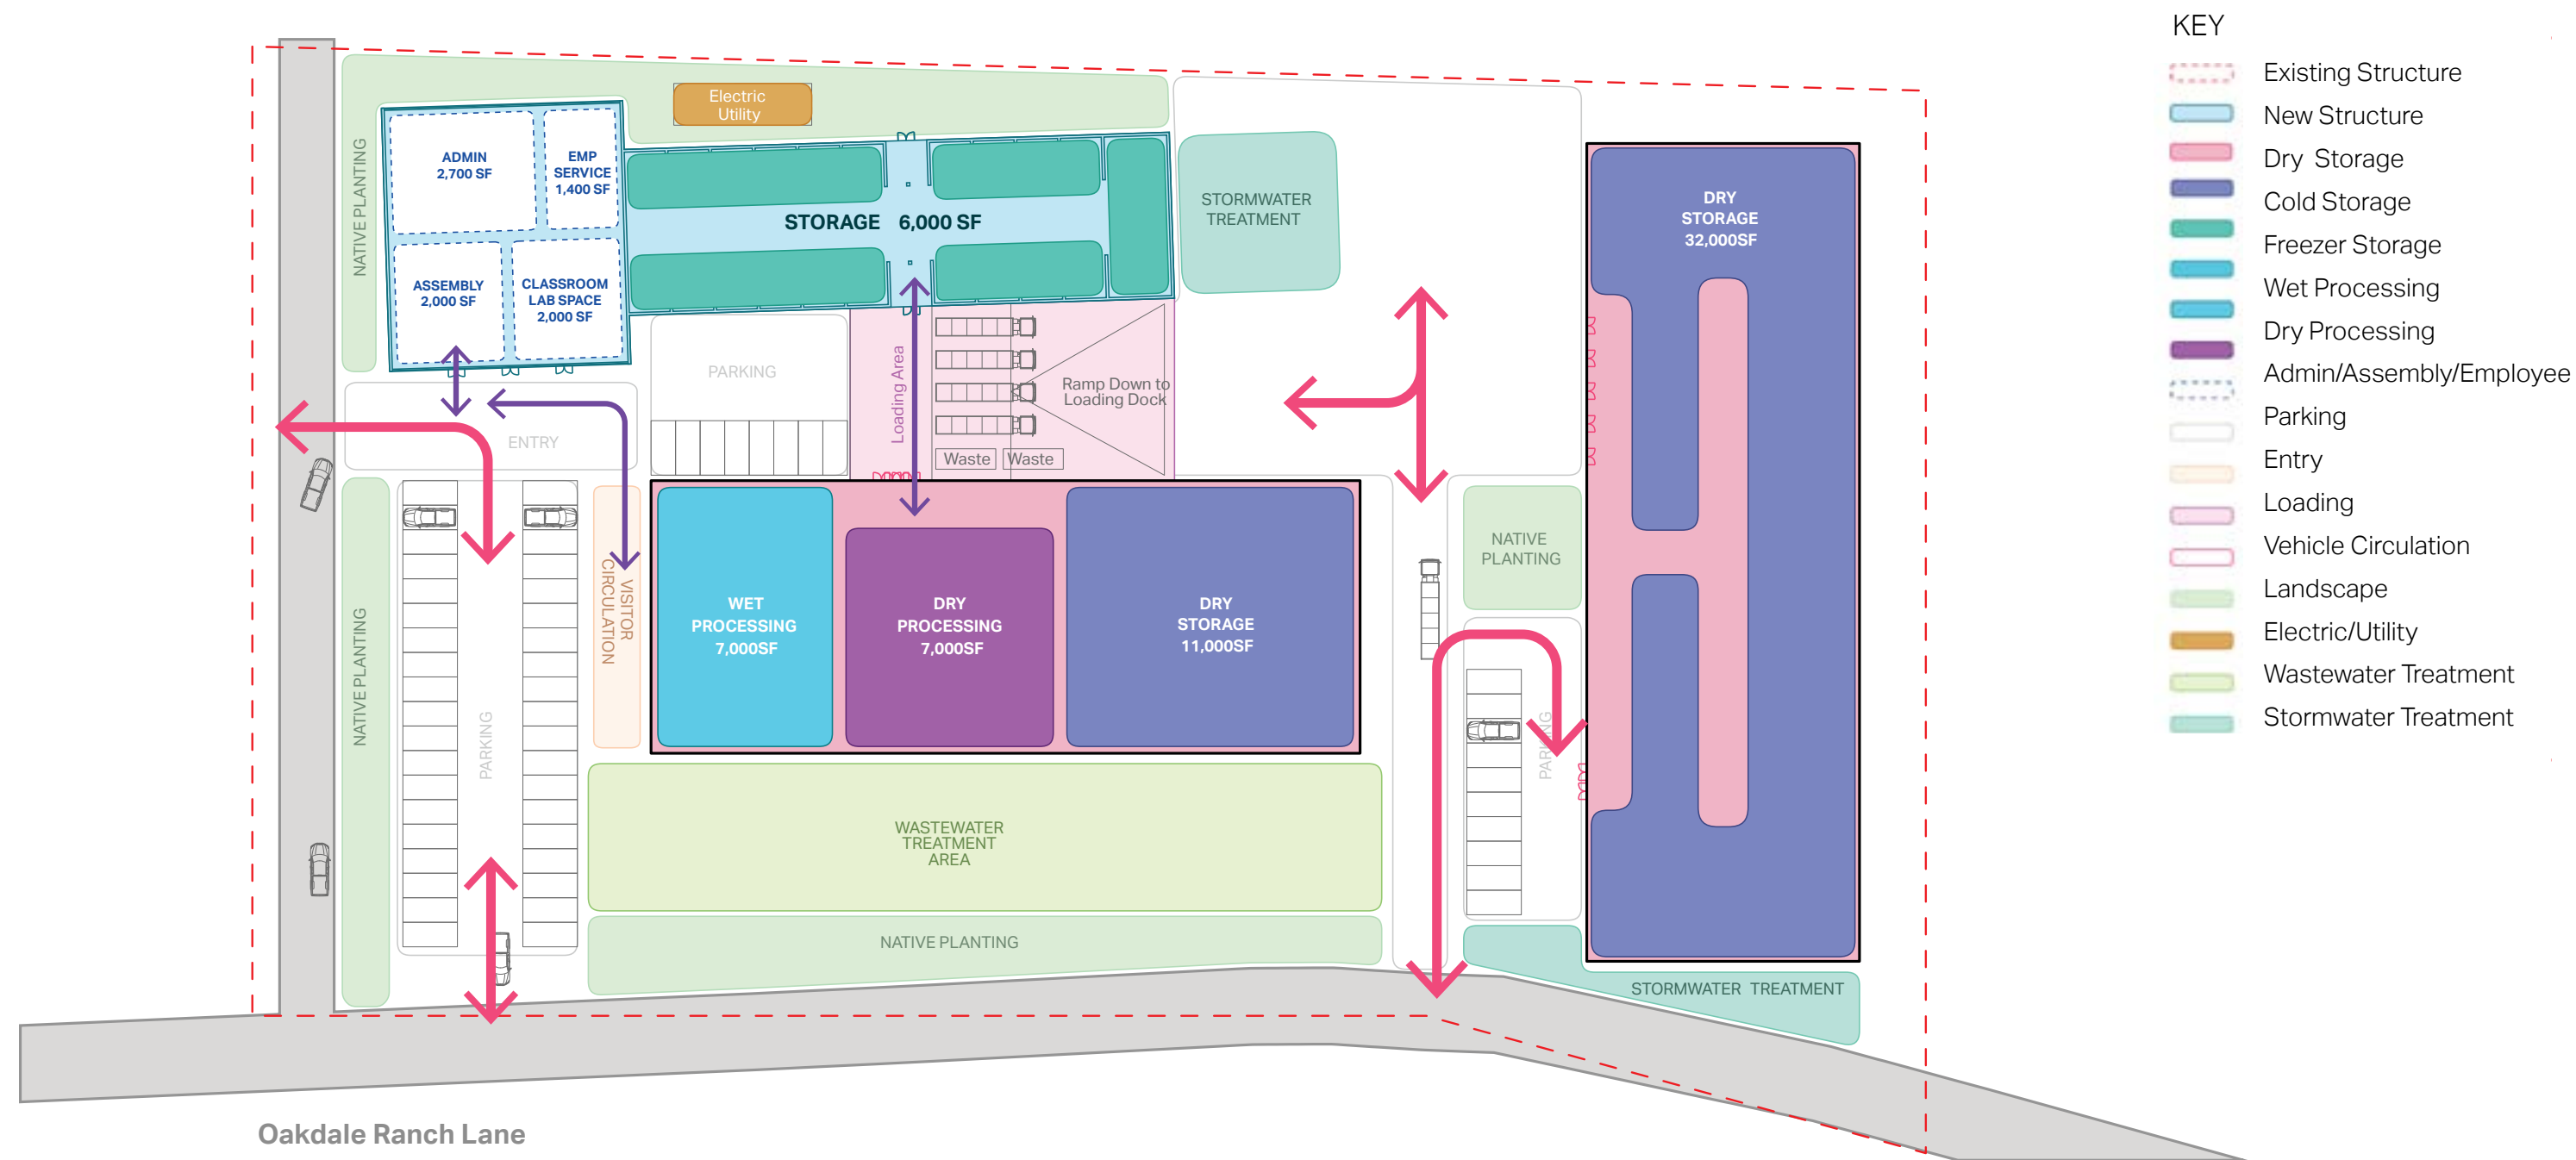 KEY
Existing Structure
New Structure
Dry Storage
Cold Storage
Freezer Storage
Wet Processing
Dry Processing
Admin/Assembly/Employee
Parking
Entry
Loading
Vehicle Circulation
Landscape
Electric/Utility
Wastewater Treatment
Stormwater Treatment
Electric
Utility
NATIVE PLANTING
ADMIN
2,700 SF
EMP
SERVICE
1,400 SF
ASSEMBLY
2,000 SF
CLASSROOM
LAB SPACE
2,000 SF
STORAGE 6,000 SF
STORMWATER
TREATMENT
DRY
STORAGE
32,000SF
PARKING
Loading Area
Ramp Down to
Loading Dock
Waste
Waste
ENTRY
NATIVE PLANTING
PARKING
VISITOR
CIRCULATION
WET
PROCESSING
7,000SF
DRY
PROCESSING
7,000SF
DRY
STORAGE
11,000SF
NATIVE
PLANTING
PARKING
WASTEWATER
TREATMENT
AREA
NATIVE PLANTING
STORMWATER TREATMENT
Oakdale Ranch Lane